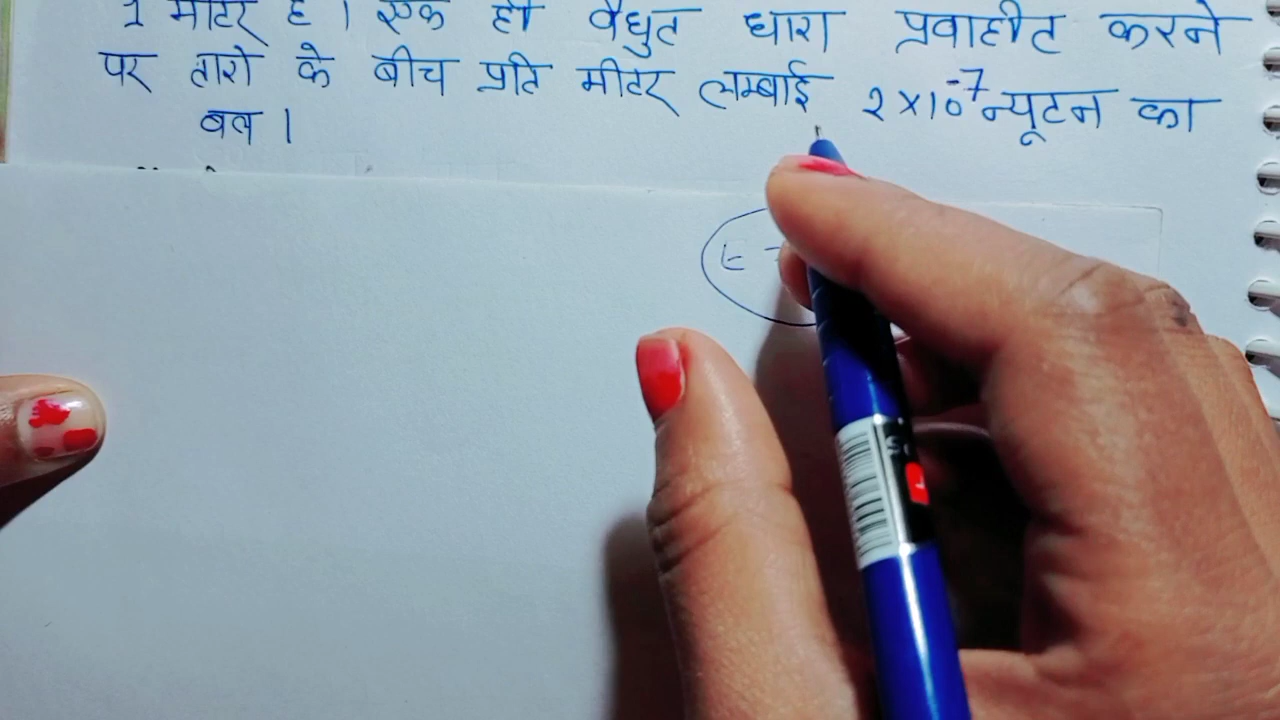 1 मीटर है । एक ही वैधुत धारा प्रवाहीत करने
पर तारो के बीच प्रति मीटर लम्बाई 2×10⁻⁷ न्यूटन का
बल ।
E